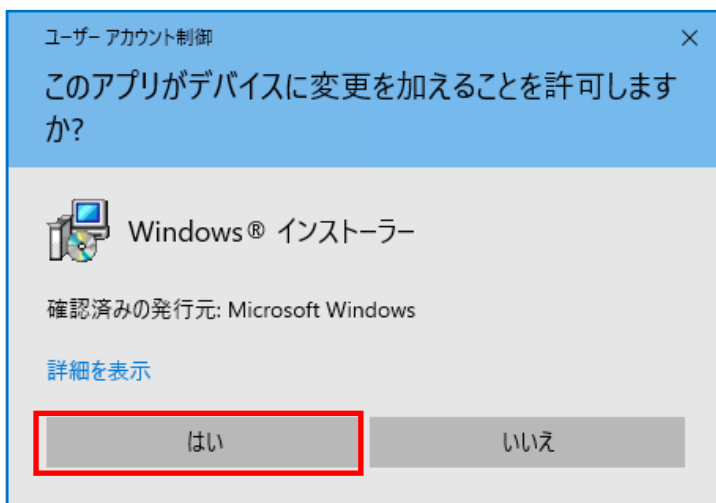 ユーザー アカウント制御
このアプリがデバイスに変更を加えることを許可します
か?
Windows® インストーラー
確認済みの発行元: Microsoft Windows
詳細を表示
はい いいえ